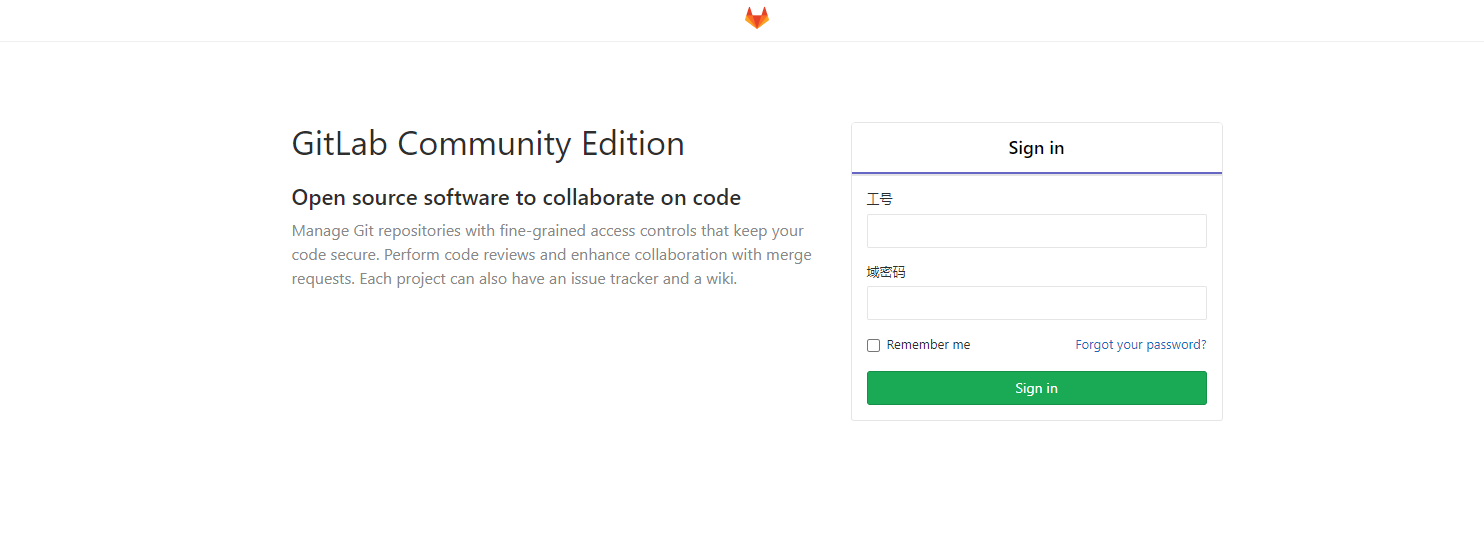 GitLab Community Edition
Open source software to collaborate on code
Manage Git repositories with fine-grained access controls that keep your
code secure. Perform code reviews and enhance collaboration with merge
requests. Each project can also have an issue tracker and a wiki.
Sign in
工号
域密码
Remember me Forgot your password?
Sign in